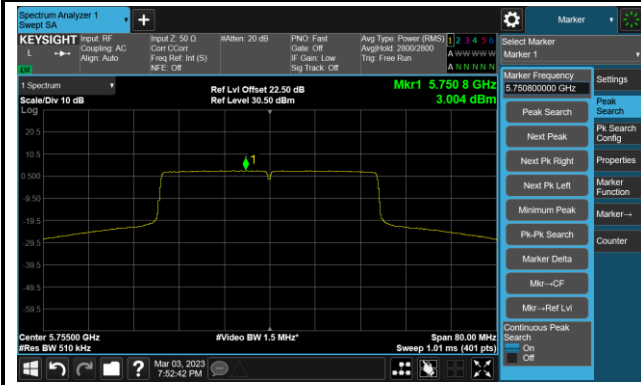 Spectrum Analyzer 1
Swept SA
+
Marker
KEYSIGHT
L
LW
Input: RF
Coupling: AC
Align: Auto
Input Z: 50 Ω
Corr CCorr
Freq Ref: Int (S)
NFE: Off
#Atten: 20 dB
PNO: Fast
Gate: Off
IF Gain: Low
Sig Track: Off
Avg Type: Power (RMS)
Avg|Hold: 2800/2800
Trig: Free Run
1 2 3 4 5 6
A W W W W W
A N N N N N
Select Marker
Marker 1
1 Spectrum
Scale/Div 10 dB
Log
Ref Lvl Offset 22.50 dB
Ref Level 30.50 dBm
Mkr1 5.750 8 GHz
3.004 dBm
20.5
10.5
0.500
-9.50
-19.5
-29.5
-39.5
-49.5
-59.5
1
Center 5.75500 GHz
#Res BW 510 kHz
#Video BW 1.5 MHz*
Span 80.00 MHz
Sweep 1.01 ms (401 pts)
Marker Frequency
5.750800000 GHz
Peak Search
Next Peak
Next Pk Right
Next Pk Left
Minimum Peak
Pk-Pk Search
Marker Delta
Mkr→CF
Mkr→Ref Lvl
Continuous Peak
Search
On
Off
Settings
Peak
Search
Pk Search
Config
Properties
Marker
Function
Marker→
Counter
?
Mar 03, 2023
7:52:42 PM